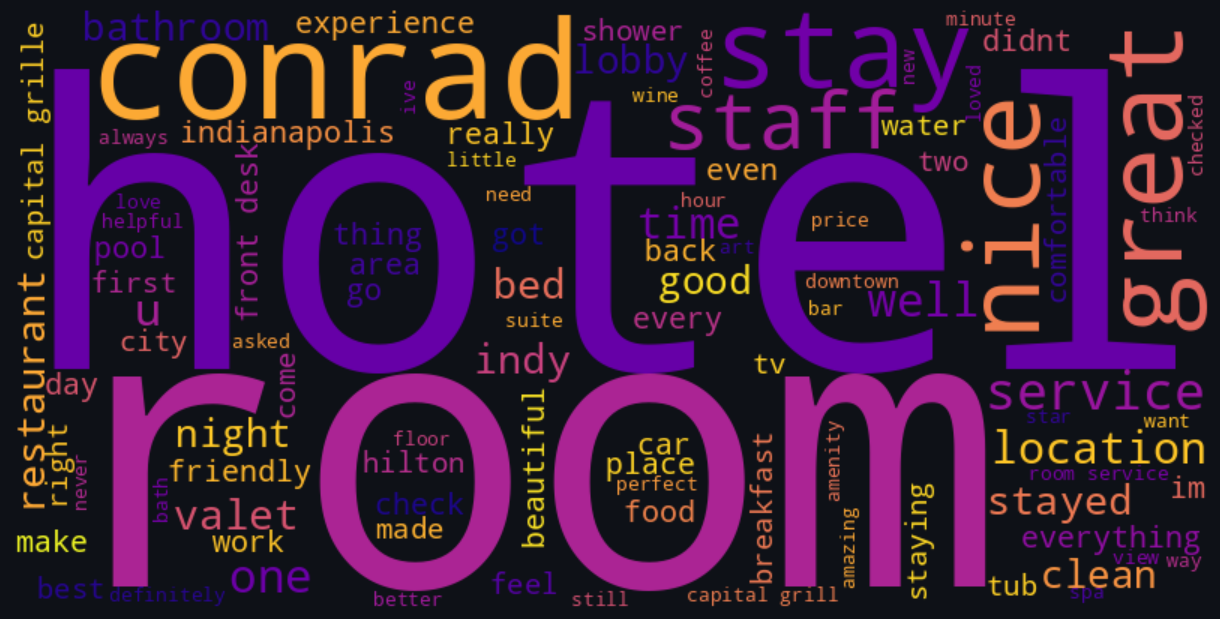 bathroom
experience
conrad
shower
lobby
coffee
stay
new
minute
didnt
great
capital grille
ive
wine
staff
loved
nice
checked
always
indianapolis
really
little
water
comfortable
hotel
even
two
love
helpful
pool
first
u
city
front desk
asked
thing
area
go
need
got
bed
suite
indy
hour
time
back
art
good
every
price
downtown
bar
well
think
tv
restaurant
day
come
room
service
right
never
night
friendly
bath
valet
work
floor
hilton
check
made
beautiful
car
place
perfect
food
breakfast
amenity
amazing
staying
star
want
location
room service
stayed
im
everything
view
way
make
best
definitely
one
better
feel
still
capital grill
tub
clean
spa